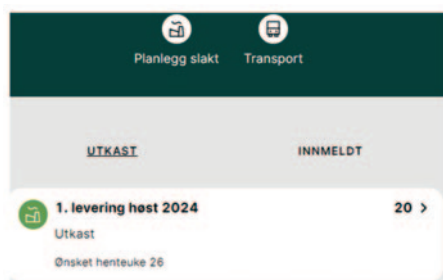 Planlegg slakt Transport
UTKAST INNMELDT
1. levering høst 2024 20 >
Utkast
Ønsket henteuke 26